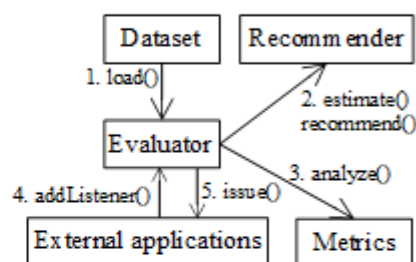 Dataset
Recommender
1. load()
2. estimate()
recommend()
Evaluator
3. analyze()
4. addListener()
5. issue()
External applications
Metrics